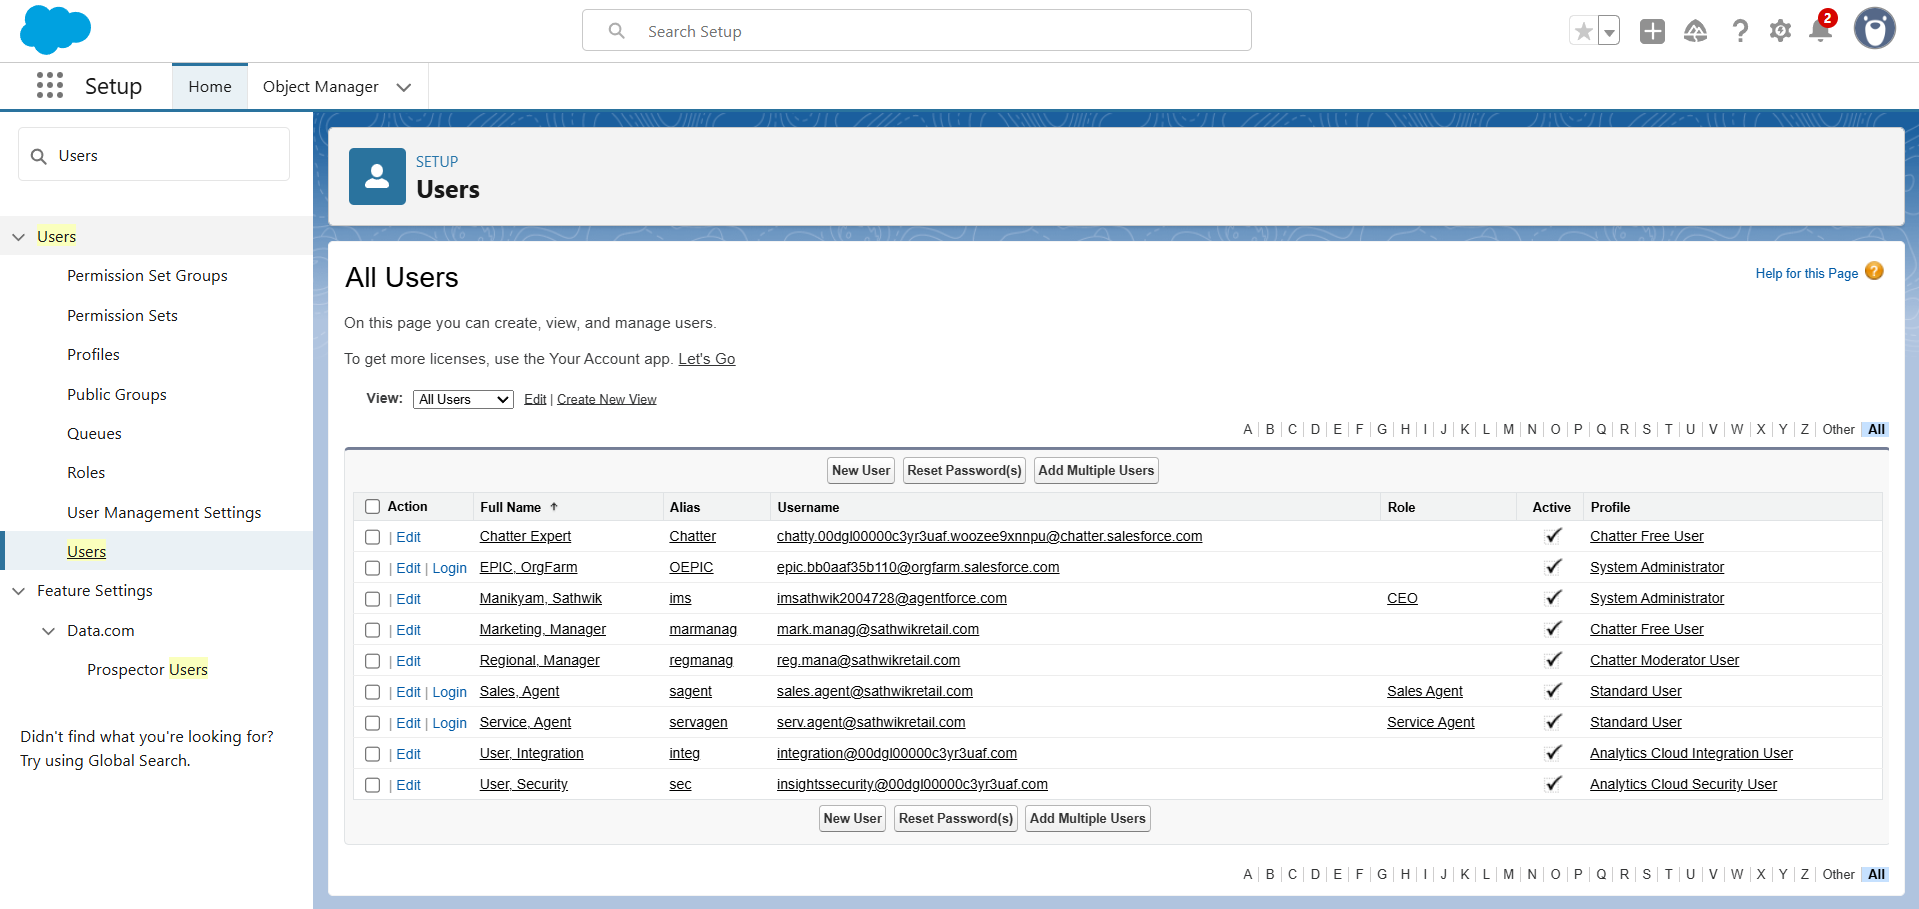 Search Setup
2
Setup
Home
Object Manager
Users
Users
Permission Set Groups
Permission Sets
Profiles
Public Groups
Queues
Roles
User Management Settings
Users
Feature Settings
Data.com
Prospector Users
Didn't find what you're looking for?
Try using Global Search.
SETUP
Users
All Users
Help for this Page ?
On this page you can create, view, and manage users.
To get more licenses, use the Your Account app. Let's Go
View: All Users Edit | Create New View
A | B | C | D | E | F | G | H | I | J | K | L | M | N | O | P | Q | R | S | T | U | V | W | X | Y | Z | Other All
New User Reset Password(s) Add Multiple Users
Action Full Name ↑ Alias Username Role Active Profile
| Edit Chatter Expert Chatter chatty.00dgl00000c3yr3uaf.woozee9xnnpu@chatter.salesforce.com ✓ Chatter Free User
| Edit | Login EPIC, OrgFarm OEPIC epic.bb0aaf35b110@orgfarm.salesforce.com ✓ System Administrator
| Edit Manikyam, Sathwik ims imsathwik2004728@agentforce.com CEO ✓ System Administrator
| Edit Marketing, Manager marmanag mark.manag@sathwikretail.com ✓ Chatter Free User
| Edit Regional, Manager regmanag reg.mana@sathwikretail.com ✓ Chatter Moderator User
| Edit | Login Sales, Agent sagent sales.agent@sathwikretail.com Sales Agent ✓ Standard User
| Edit | Login Service, Agent servagen serv.agent@sathwikretail.com Service Agent ✓ Standard User
| Edit User, Integration integ integration@00dgl00000c3yr3uaf.com ✓ Analytics Cloud Integration User
| Edit User, Security sec insightssecurity@00dgl00000c3yr3uaf.com ✓ Analytics Cloud Security User
New User Reset Password(s) Add Multiple Users
A | B | C | D | E | F | G | H | I | J | K | L | M | N | O | P | Q | R | S | T | U | V | W | X | Y | Z | Other All